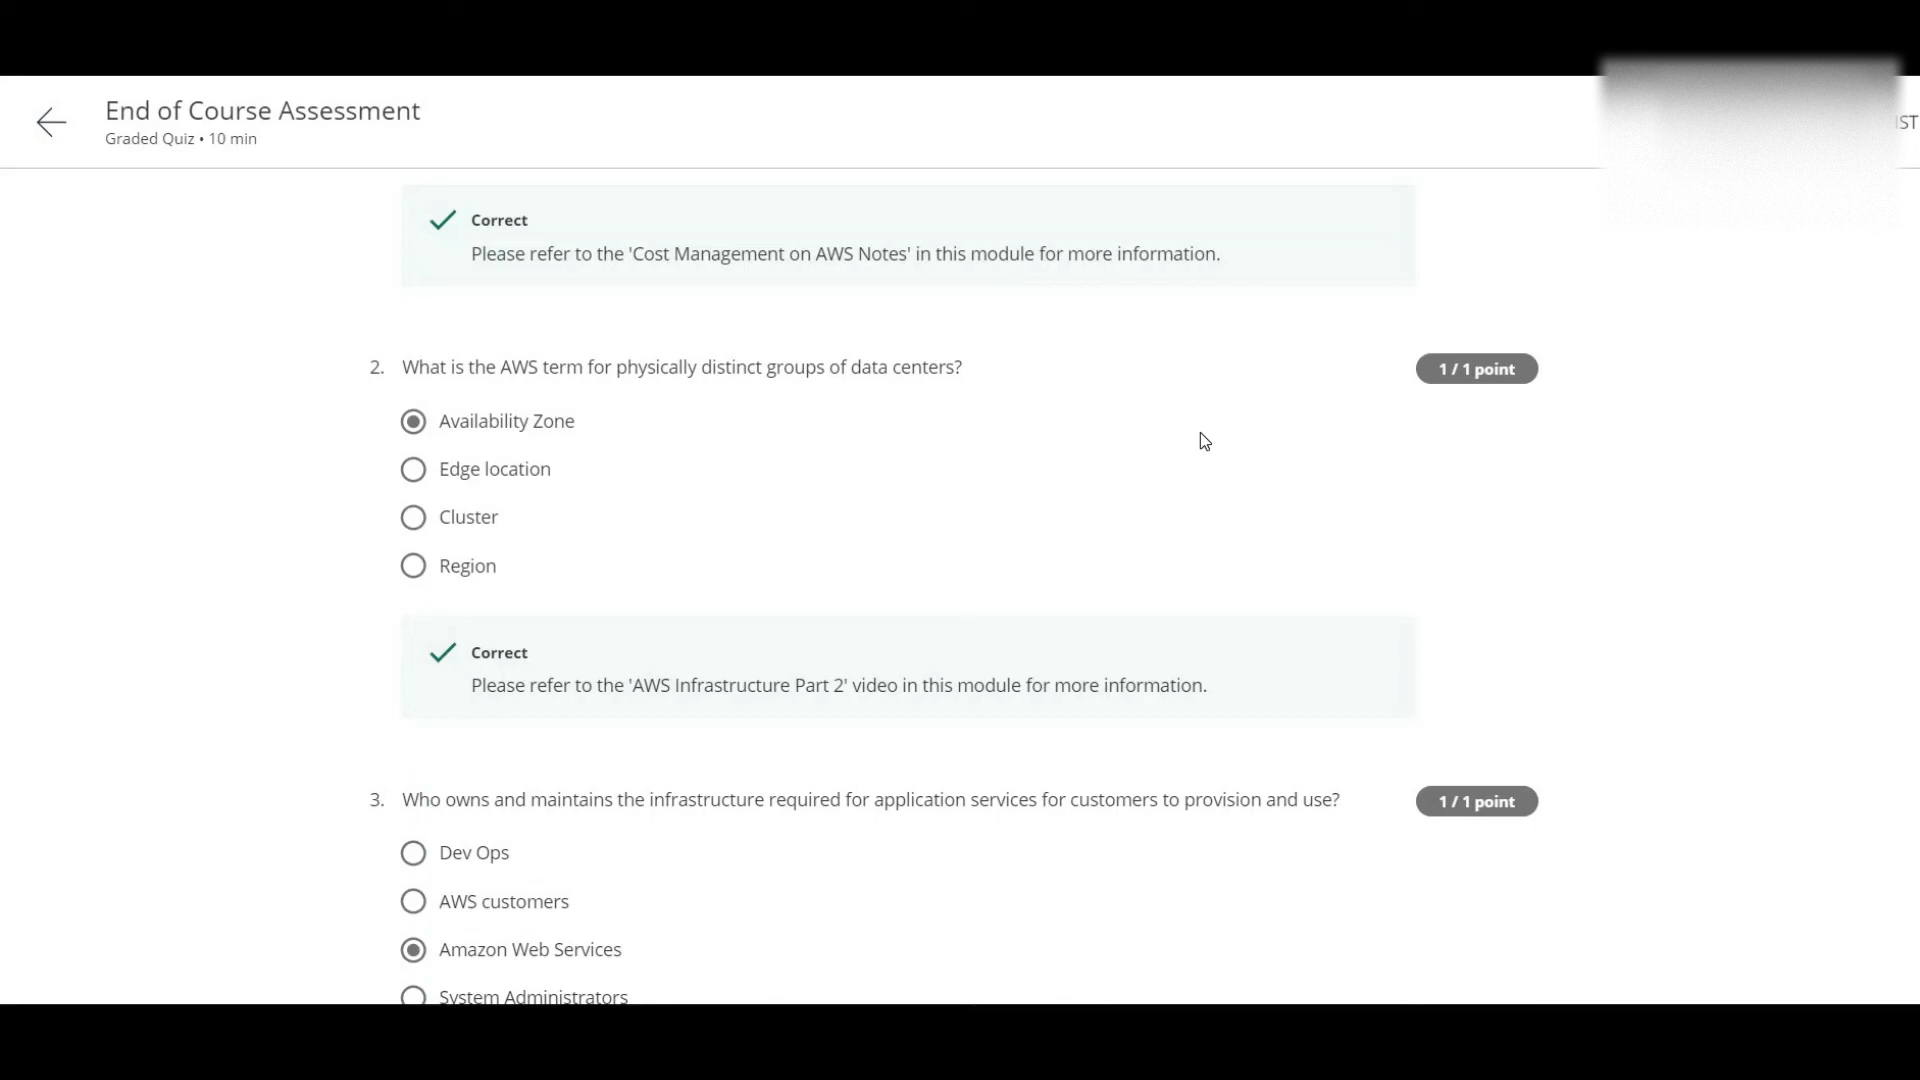 End of Course Assessment
Graded Quiz • 10 min
IST
Correct
Please refer to the 'Cost Management on AWS Notes' in this module for more information.
2. What is the AWS term for physically distinct groups of data centers?
1 / 1 point
Availability Zone
Edge location
Cluster
Region
Correct
Please refer to the 'AWS Infrastructure Part 2' video in this module for more information.
3. Who owns and maintains the infrastructure required for application services for customers to provision and use?
1 / 1 point
Dev Ops
AWS customers
Amazon Web Services
System Administrators